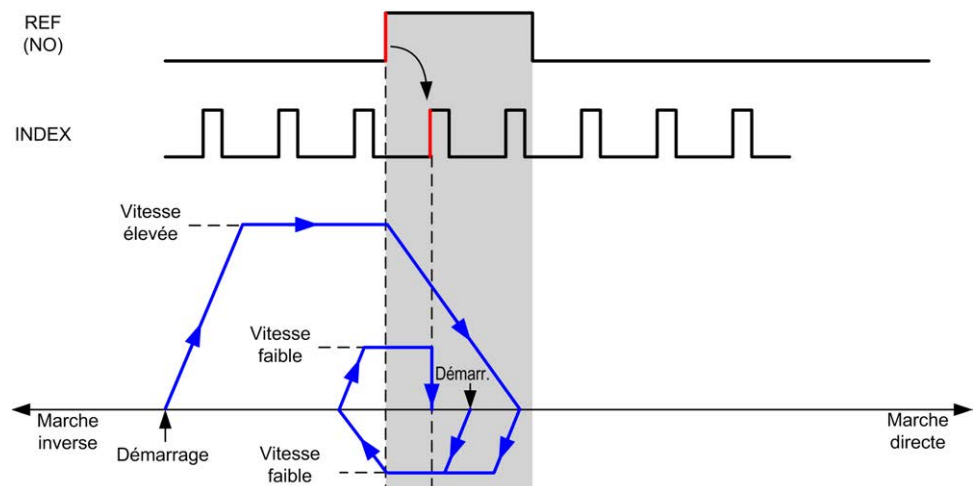 REF
(NO)
INDEX
Vitesse
élevée
Vitesse
faible
Démarr.
Marche
inverse
Démarrage
Vitesse
faible
Marche
directe